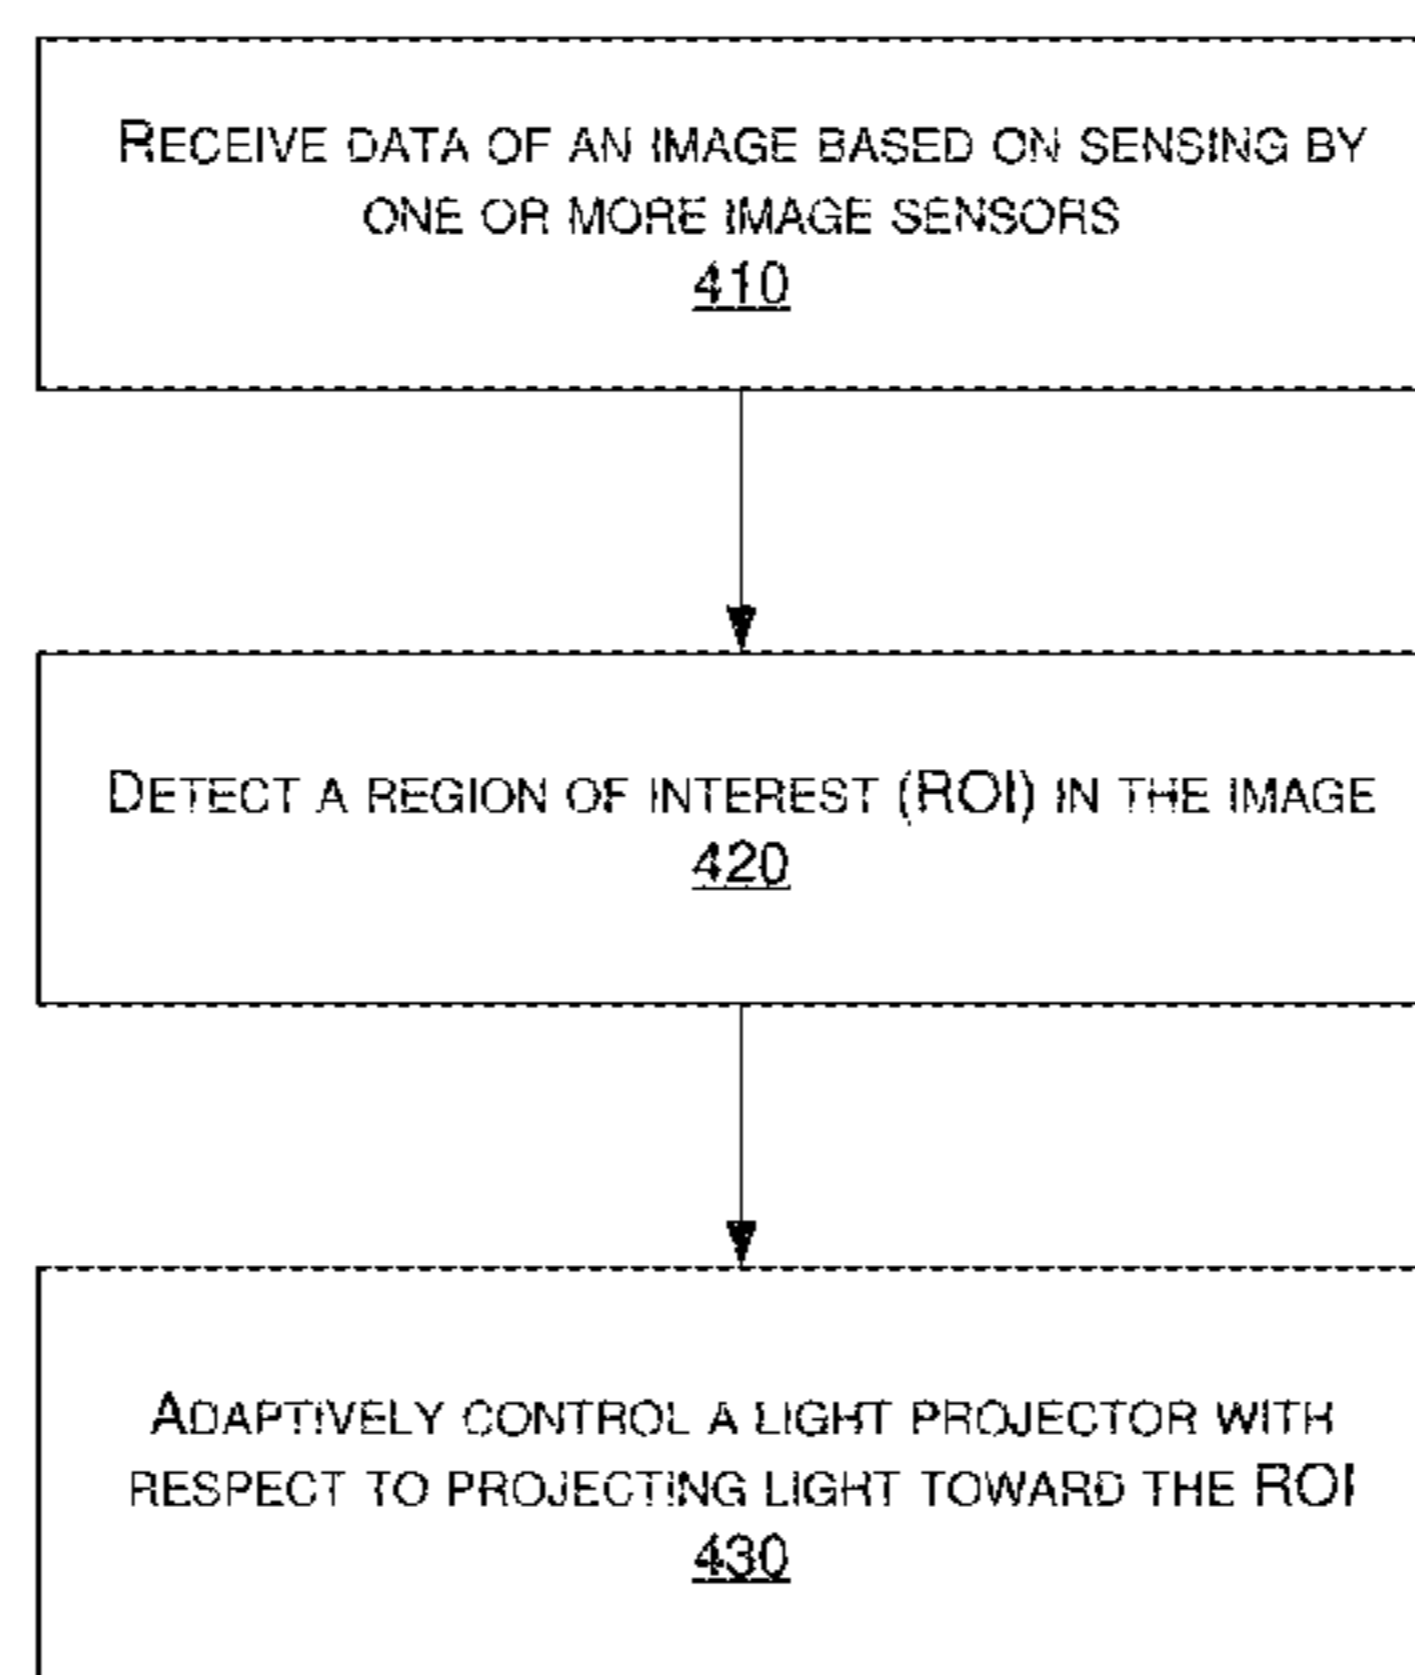 RECEIVE DATA OF AN IMAGE BASED ON SENSING BY
ONE OR MORE IMAGE SENSORS
410
DETECT A REGION OF INTEREST (ROI) IN THE IMAGE
420
ADAPTIVELY CONTROL A LIGHT PROJECTOR WITH
RESPECT TO PROJECTING LIGHT TOWARD THE ROI
430